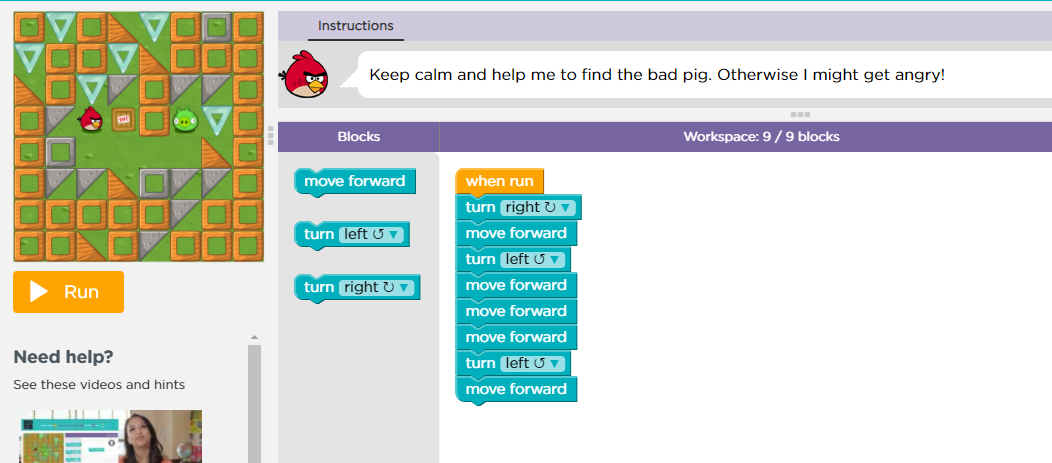 Instructions
Keep calm and help me to find the bad pig. Otherwise I might get angry!
TNT
Blocks
Workspace: 9 / 9 blocks
move forward
turn left ↺ ▼
turn right ↻ ▼
when run
turn right ↻ ▼
move forward
turn left ↺ ▼
move forward
move forward
move forward
turn left ↺ ▼
move forward
Run
Need help?
See these videos and hints